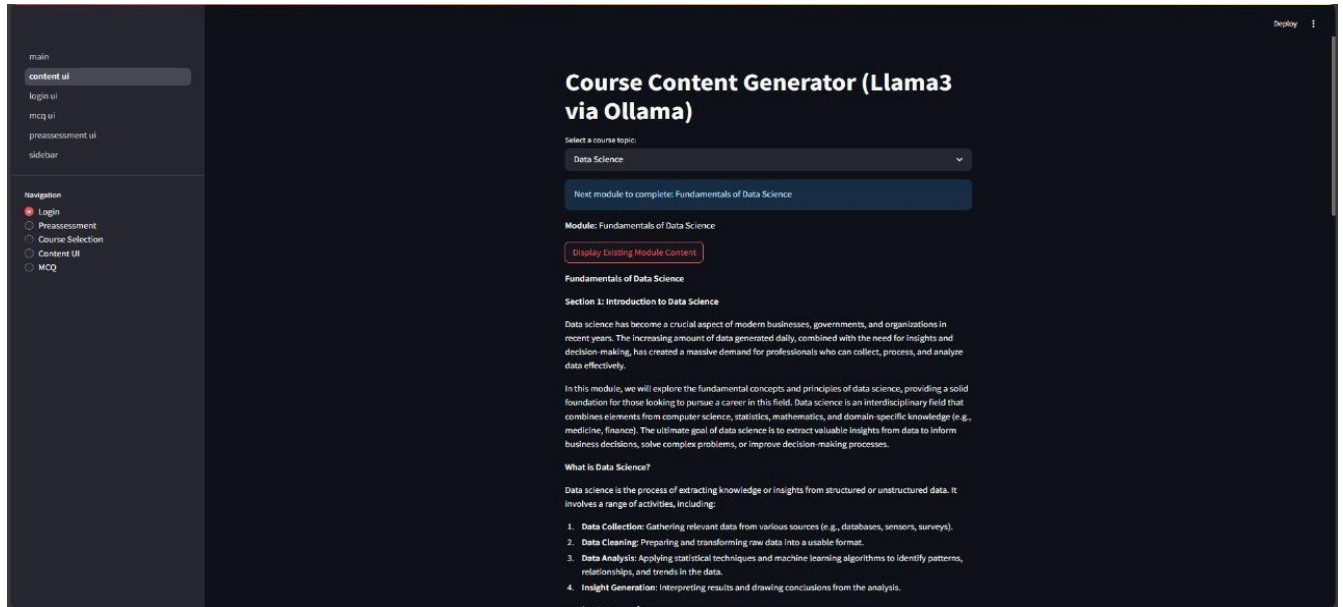 Deploy
main
content ui
login ui
mcq ui
preassessment ui
sidebar
Navigation
Login
Preassessment
Course Selection
Content UI
MCQ
Course Content Generator (Llama3
via Ollama)
Select a course topic:
Data Science
Next module to complete: Fundamentals of Data Science
Module: Fundamentals of Data Science
Display Existing Module Content
Fundamentals of Data Science
Section 1: Introduction to Data Science
Data science has become a crucial aspect of modern businesses, governments, and organizations in
recent years. The increasing amount of data generated daily, combined with the need for insights and
decision-making, has created a massive demand for professionals who can collect, process, and analyze
data effectively.
In this module, we will explore the fundamental concepts and principles of data science, providing a solid
foundation for those looking to pursue a career in this field. Data science is an interdisciplinary field that
combines elements from computer science, statistics, mathematics, and domain-specific knowledge (e.g.,
medicine, finance). The ultimate goal of data science is to extract valuable insights from data to inform
business decisions, solve complex problems, or improve decision-making processes.
What is Data Science?
Data science is the process of extracting knowledge or insights from structured or unstructured data. It
involves a range of activities, including:
1. Data Collection: Gathering relevant data from various sources (e.g., databases, sensors, surveys).
2. Data Cleaning: Preparing and transforming raw data into a usable format.
3. Data Analysis: Applying statistical techniques and machine learning algorithms to identify patterns,
relationships, and trends in the data.
4. Insight Generation: Interpreting results and drawing conclusions from the analysis.